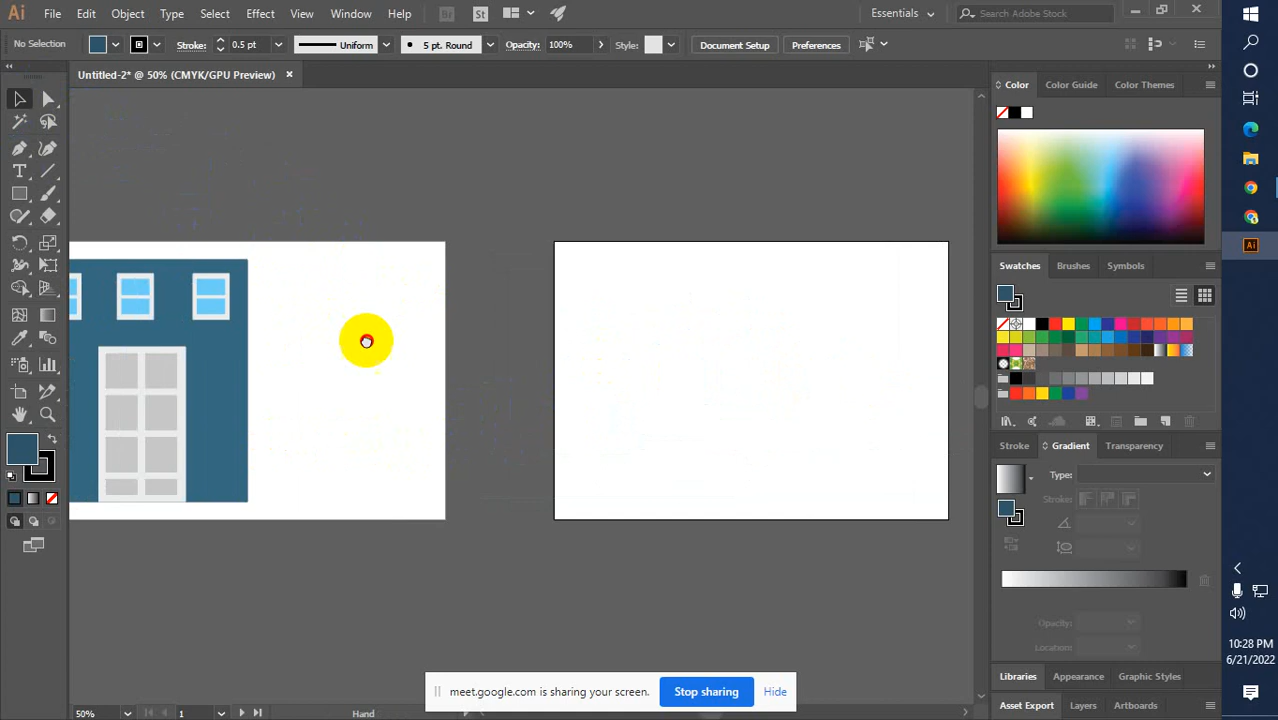 Ai File Edit Object Type Select Effect View Window Help Br St Essentials Search Adobe Stock
No Selection Stroke: 0.5 pt Uniform 5 pt. Round Opacity: 100% Style: Document Setup Preferences
Untitled-2* @ 50% (CMYK/GPU Preview)
Color Color Guide Color Themes
Ai
Swatches Brushes Symbols
Stroke Gradient Transparency
Type:
Stroke:
Opacity:
Location:
10:28 PM
6/21/2022
Libraries Appearance Graphic Styles
meet.google.com is sharing your screen. Stop sharing Hide
Asset Export Layers Artboards
50% 1 Hand